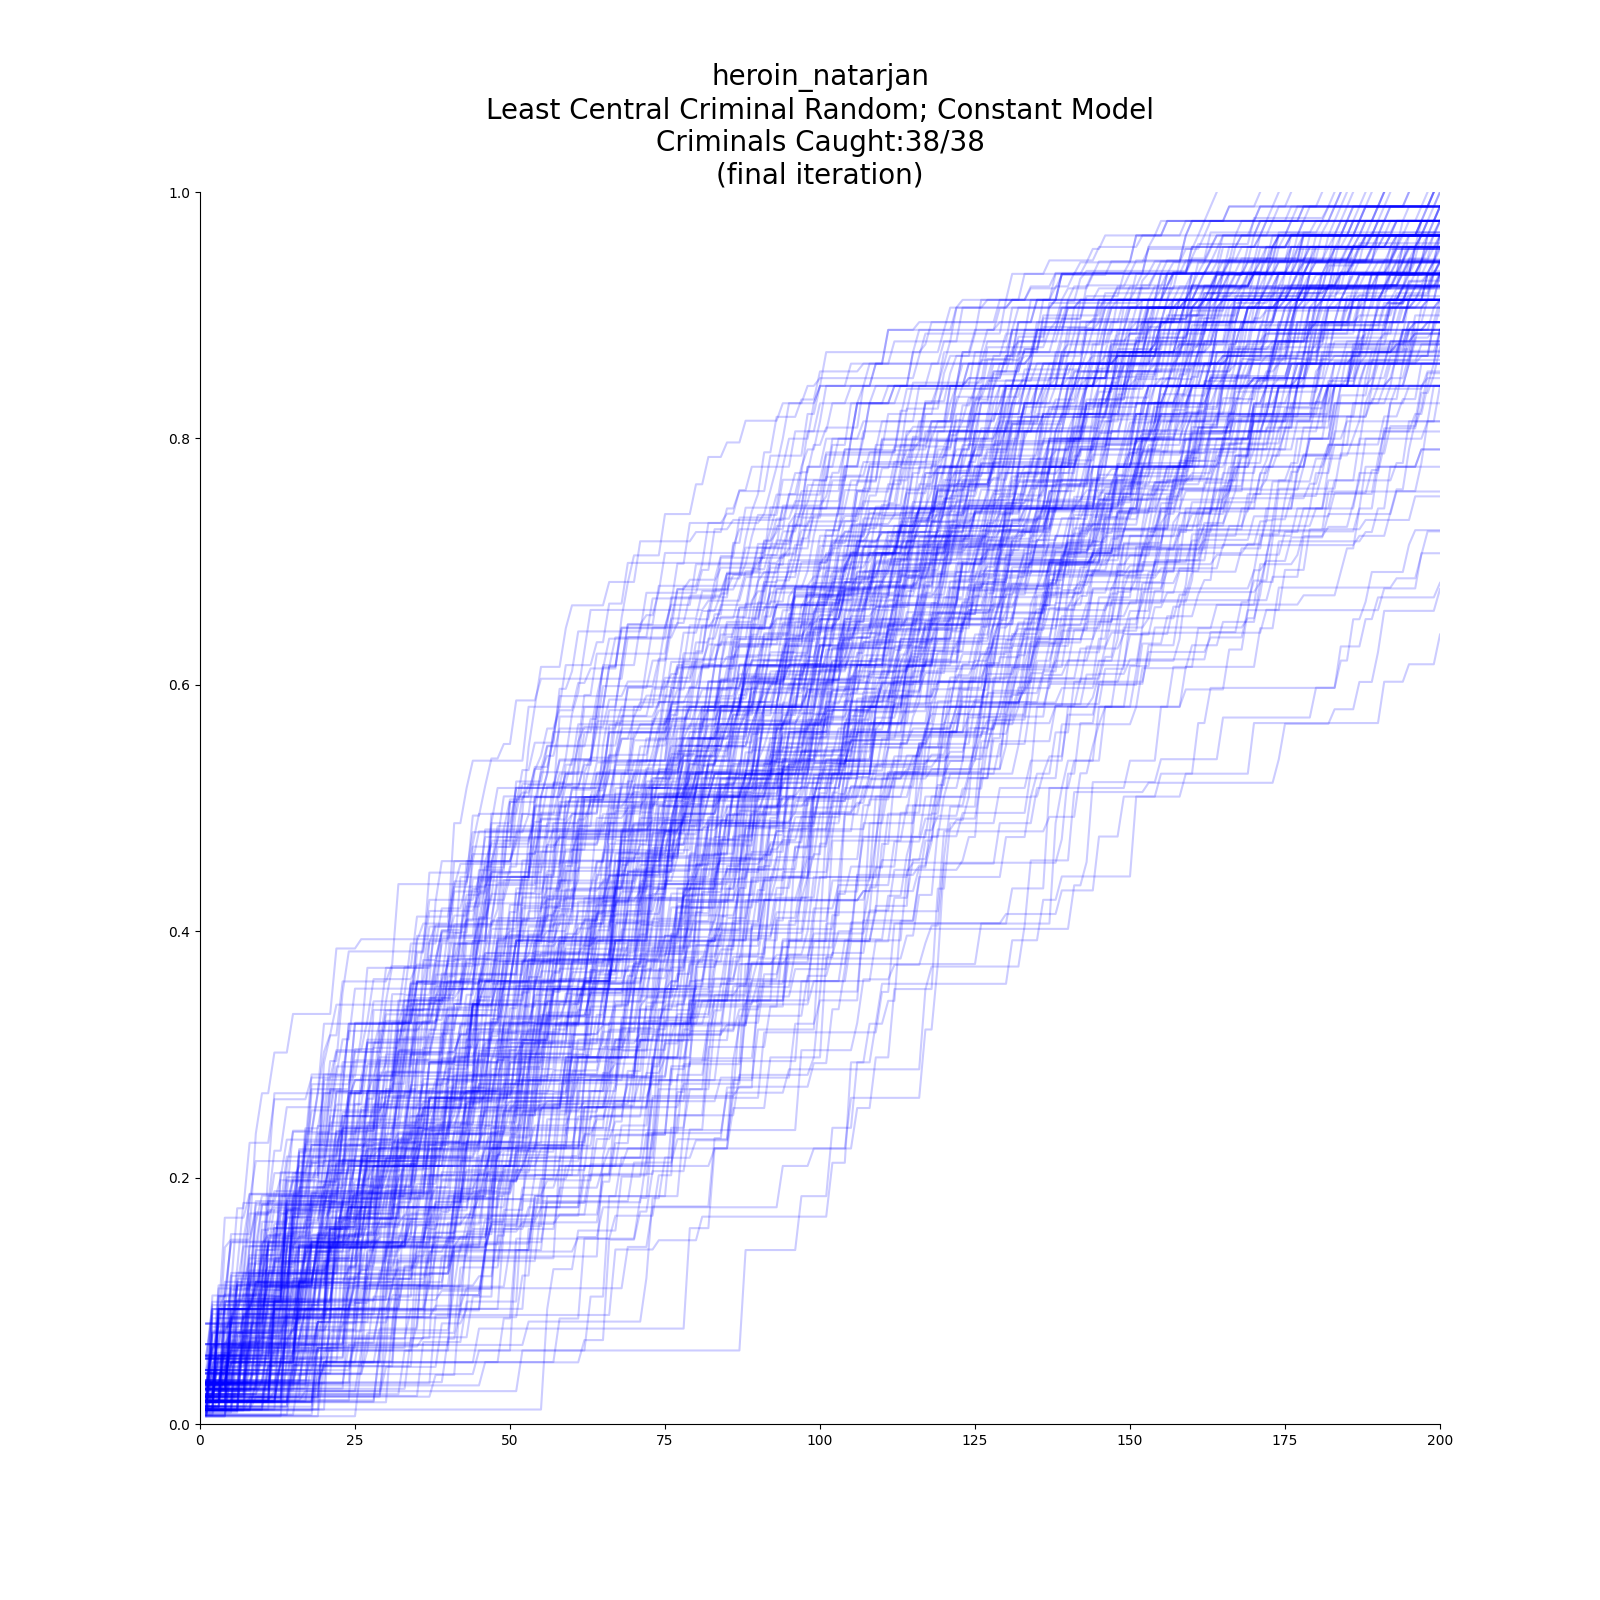 heroin_natarjan
Least Central Criminal Random; Constant Model
Criminals Caught:38/38
(final iteration)
1.0
0.8
0.6
0.4
0.2
0.0
0 25 50 75 100 125 150 175 200